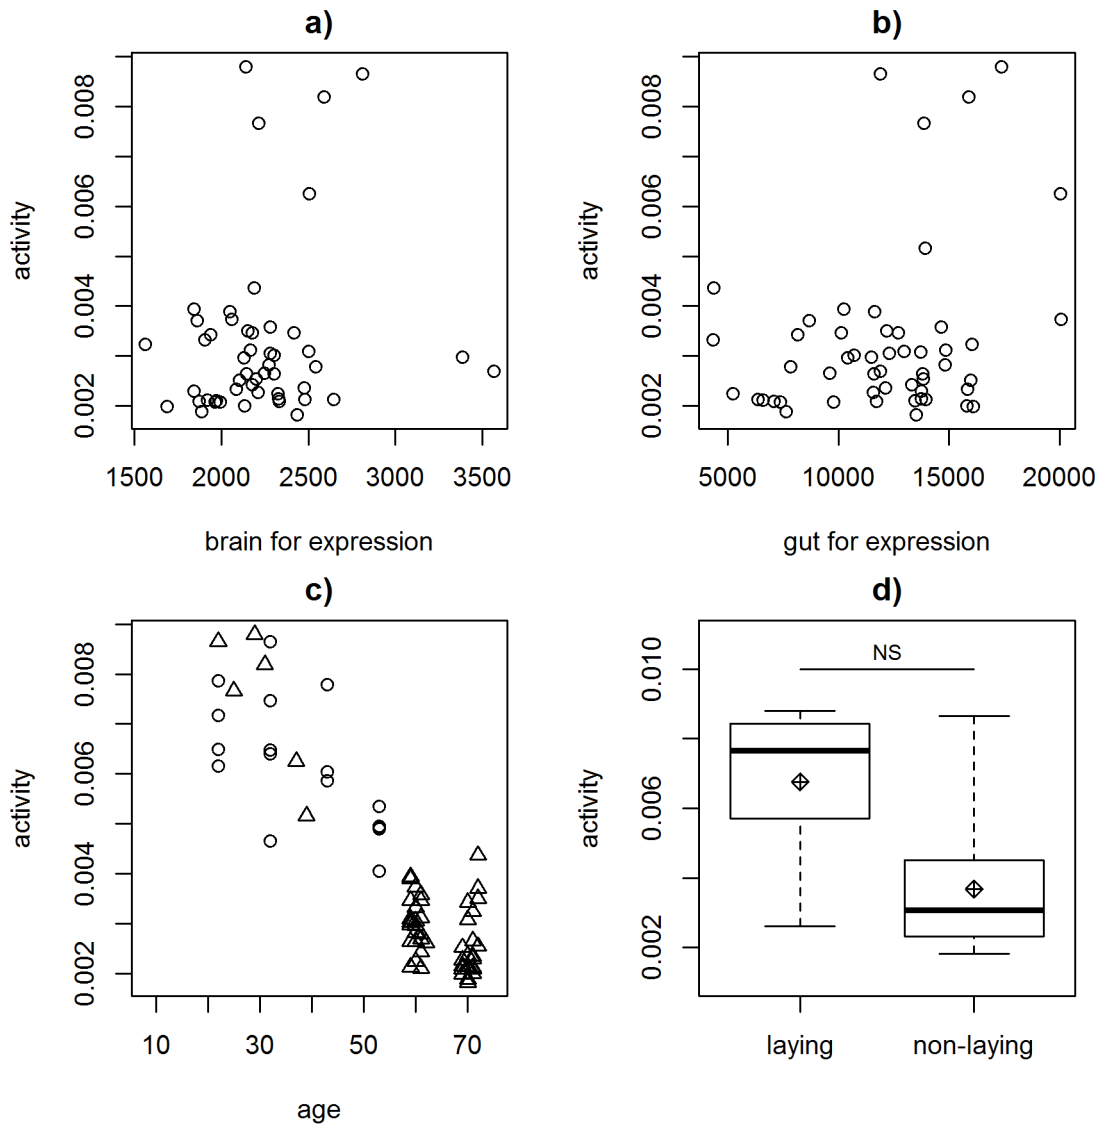 a)
activity
0.002 0.004 0.006 0.008
1500 2000 2500 3000 3500
brain for expression
b)
activity
0.002 0.004 0.006 0.008
5000 10000 15000 20000
gut for expression
c)
activity
0.002 0.004 0.006 0.008
10 30 50 70
age
d)
activity
0.002 0.006 0.010
NS
laying non-laying